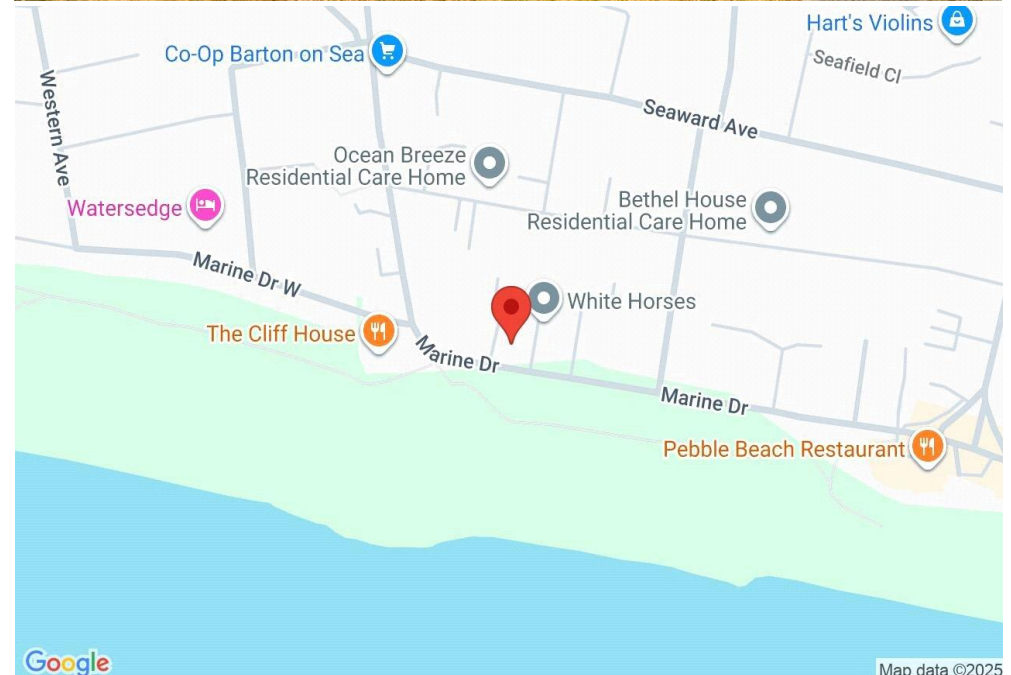 Hart's Violins
Co-Op Barton on Sea
Seafield Cl
Western Ave
Seaward Ave
Ocean Breeze
Residential Care Home
Bethel House
Residential Care Home
Watersedge
Marine Dr W
White Horses
The Cliff House
Marine Dr
Marine Dr
Pebble Beach Restaurant
Google
Map data ©2025